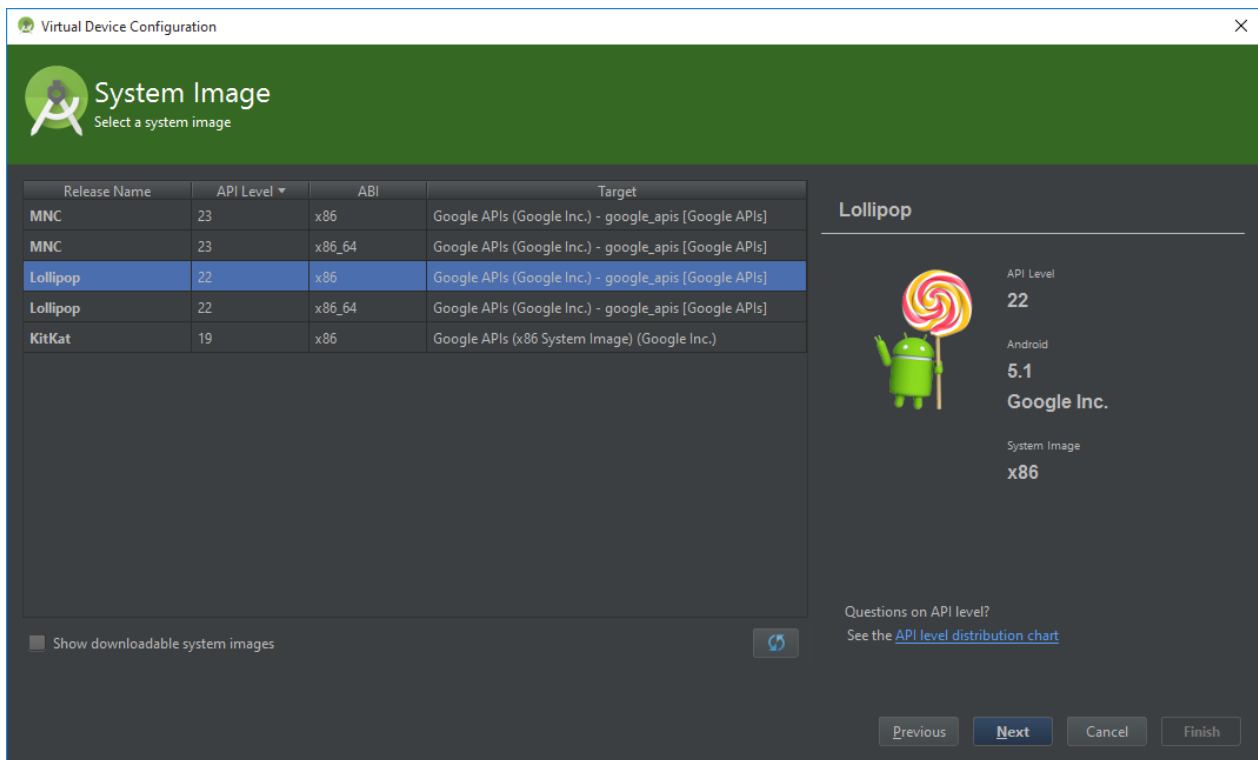 Virtual Device Configuration
System Image
Select a system image
Release Name API Level ABI Target
MNC 23 x86 Google APIs (Google Inc.) - google_apis [Google APIs]
MNC 23 x86_64 Google APIs (Google Inc.) - google_apis [Google APIs]
Lollipop 22 x86 Google APIs (Google Inc.) - google_apis [Google APIs]
Lollipop 22 x86_64 Google APIs (Google Inc.) - google_apis [Google APIs]
KitKat 19 x86 Google APIs (x86 System Image) (Google Inc.)
Show downloadable system images
Lollipop
API Level
22
Android
5.1
Google Inc.
System Image
x86
Questions on API level?
See the API level distribution chart
Previous Next Cancel Finish